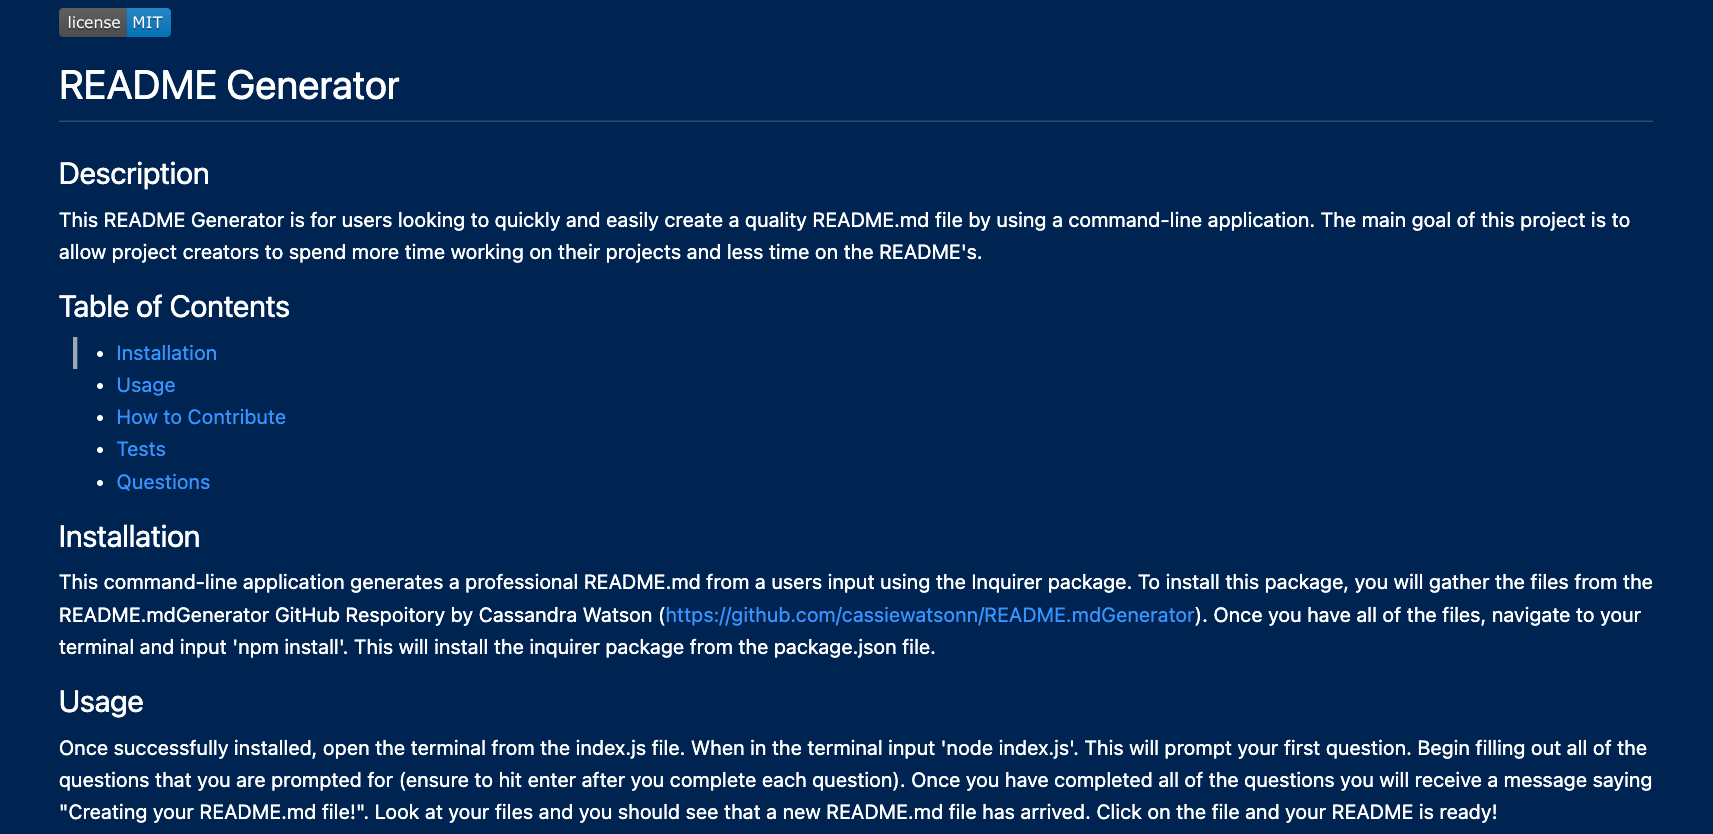 license MIT
README Generator
Description
This README Generator is for users looking to quickly and easily create a quality README.md file by using a command-line application. The main goal of this project is to
allow project creators to spend more time working on their projects and less time on the README's.
Table of Contents
• Installation
• Usage
• How to Contribute
• Tests
• Questions
Installation
This command-line application generates a professional README.md from a users input using the Inquirer package. To install this package, you will gather the files from the
README.mdGenerator GitHub Respoitory by Cassandra Watson (https://github.com/cassiewatsonn/README.mdGenerator). Once you have all of the files, navigate to your
terminal and input 'npm install'. This will install the inquirer package from the package.json file.
Usage
Once successfully installed, open the terminal from the index.js file. When in the terminal input 'node index.js'. This will prompt your first question. Begin filling out all of the
questions that you are prompted for (ensure to hit enter after you complete each question). Once you have completed all of the questions you will receive a message saying
"Creating your README.md file!". Look at your files and you should see that a new README.md file has arrived. Click on the file and your README is ready!